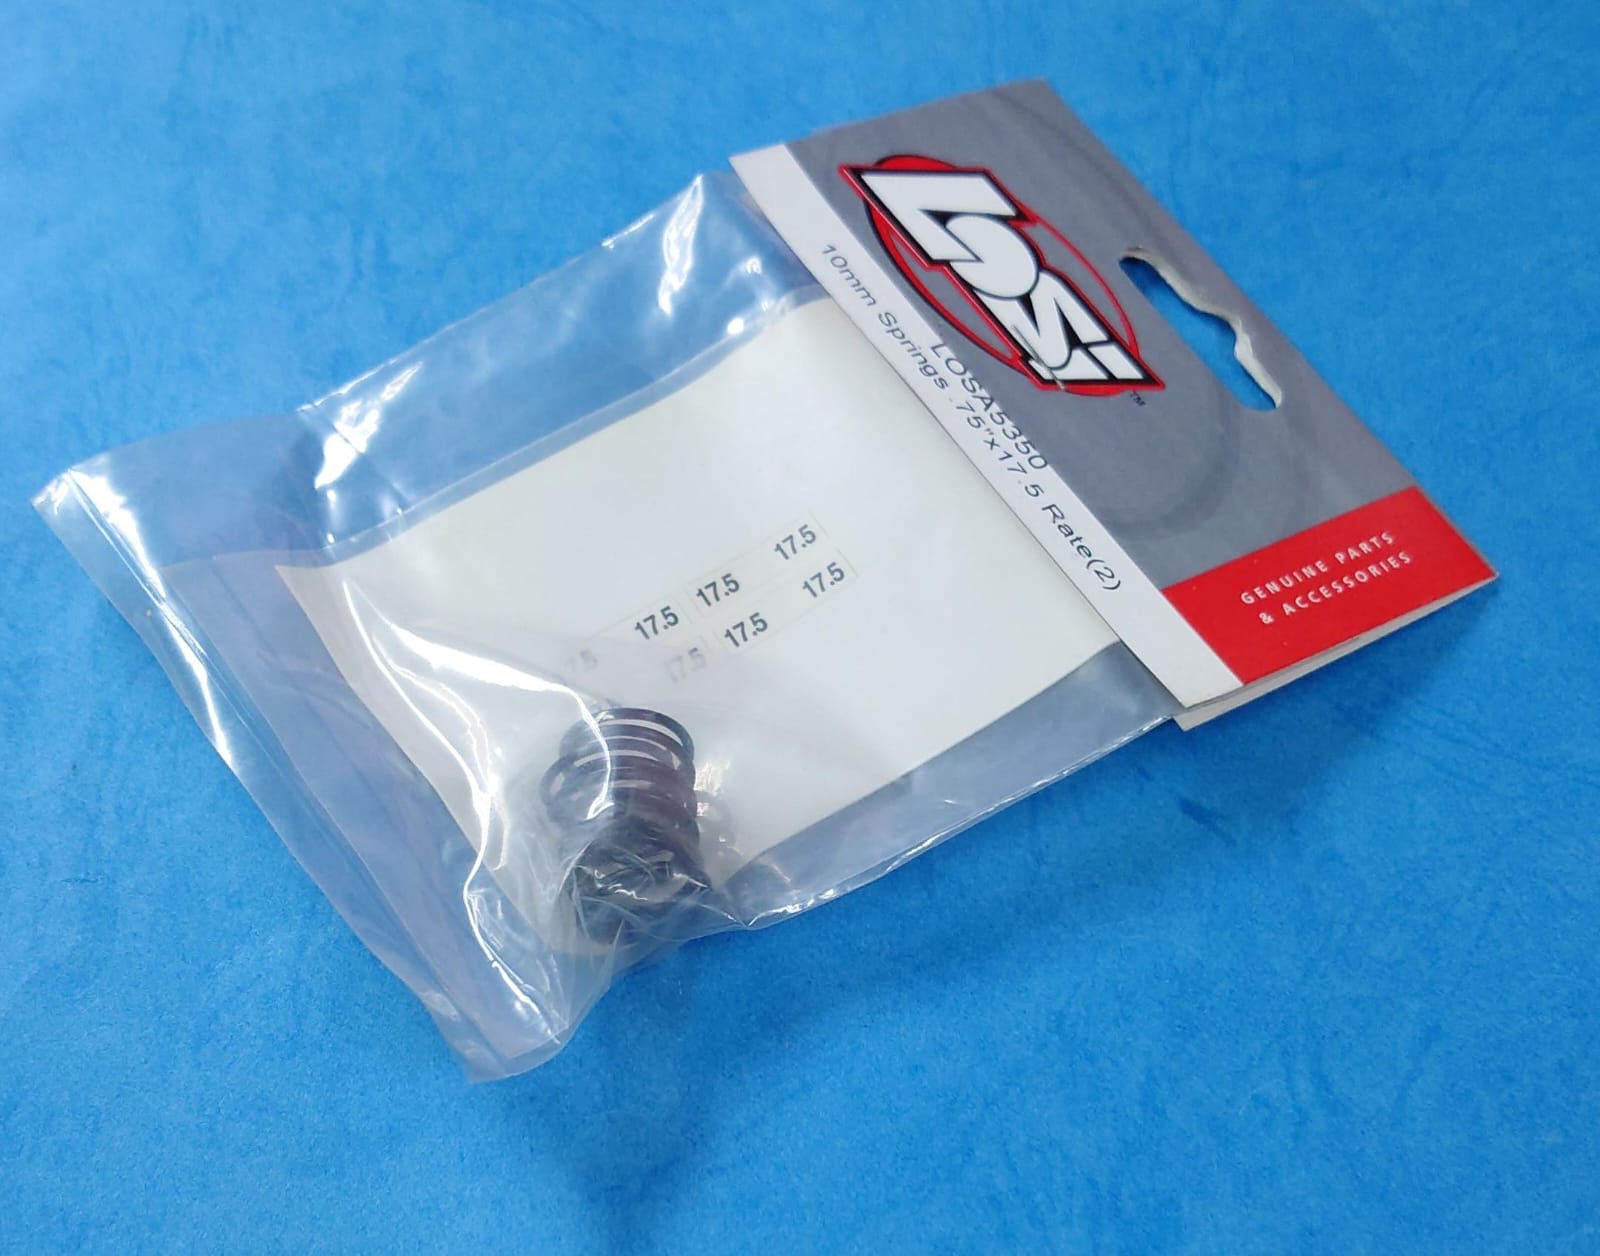 LOSI™
LOSA5350
10mm Springs .75"x17.5 Rate(2)
GENUINE PARTS
& ACCESSORIES
17.5 17.5 17.5
17.5 17.5 17.5